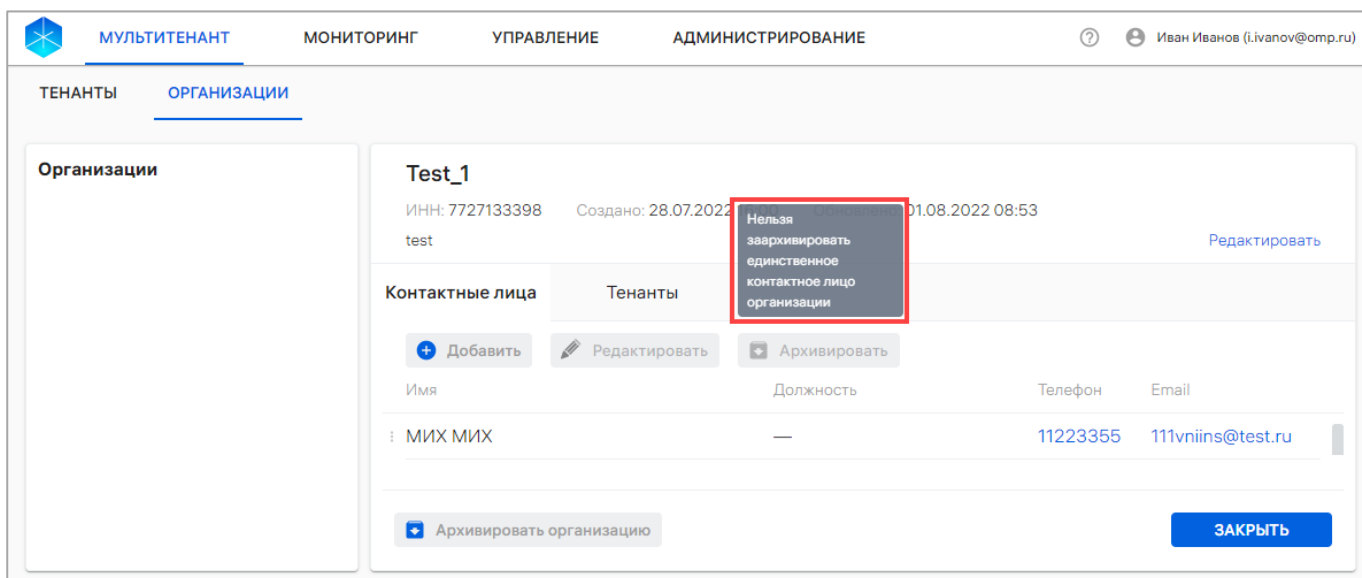 МУЛЬТИТЕНАНТ МОНИТОРИНГ УПРАВЛЕНИЕ АДМИНИСТРИРОВАНИЕ ? Иван Иванов (i.ivanov@omp.ru)
ТЕНАНТЫ ОРГАНИЗАЦИИ
Организации
Test_1
ИНН: 7727133398 Создано: 28.07.2022 16:00 Обновлено: 01.08.2022 08:53
test
Редактировать
Нельзя
заархивировать
единственное
контактное лицо
организации
Контактные лица Тенанты
Добавить Редактировать Архивировать
Имя Должность Телефон Email
МИХ МИХ — 11223355 111vniins@test.ru
Архивировать организацию ЗАКРЫТЬ